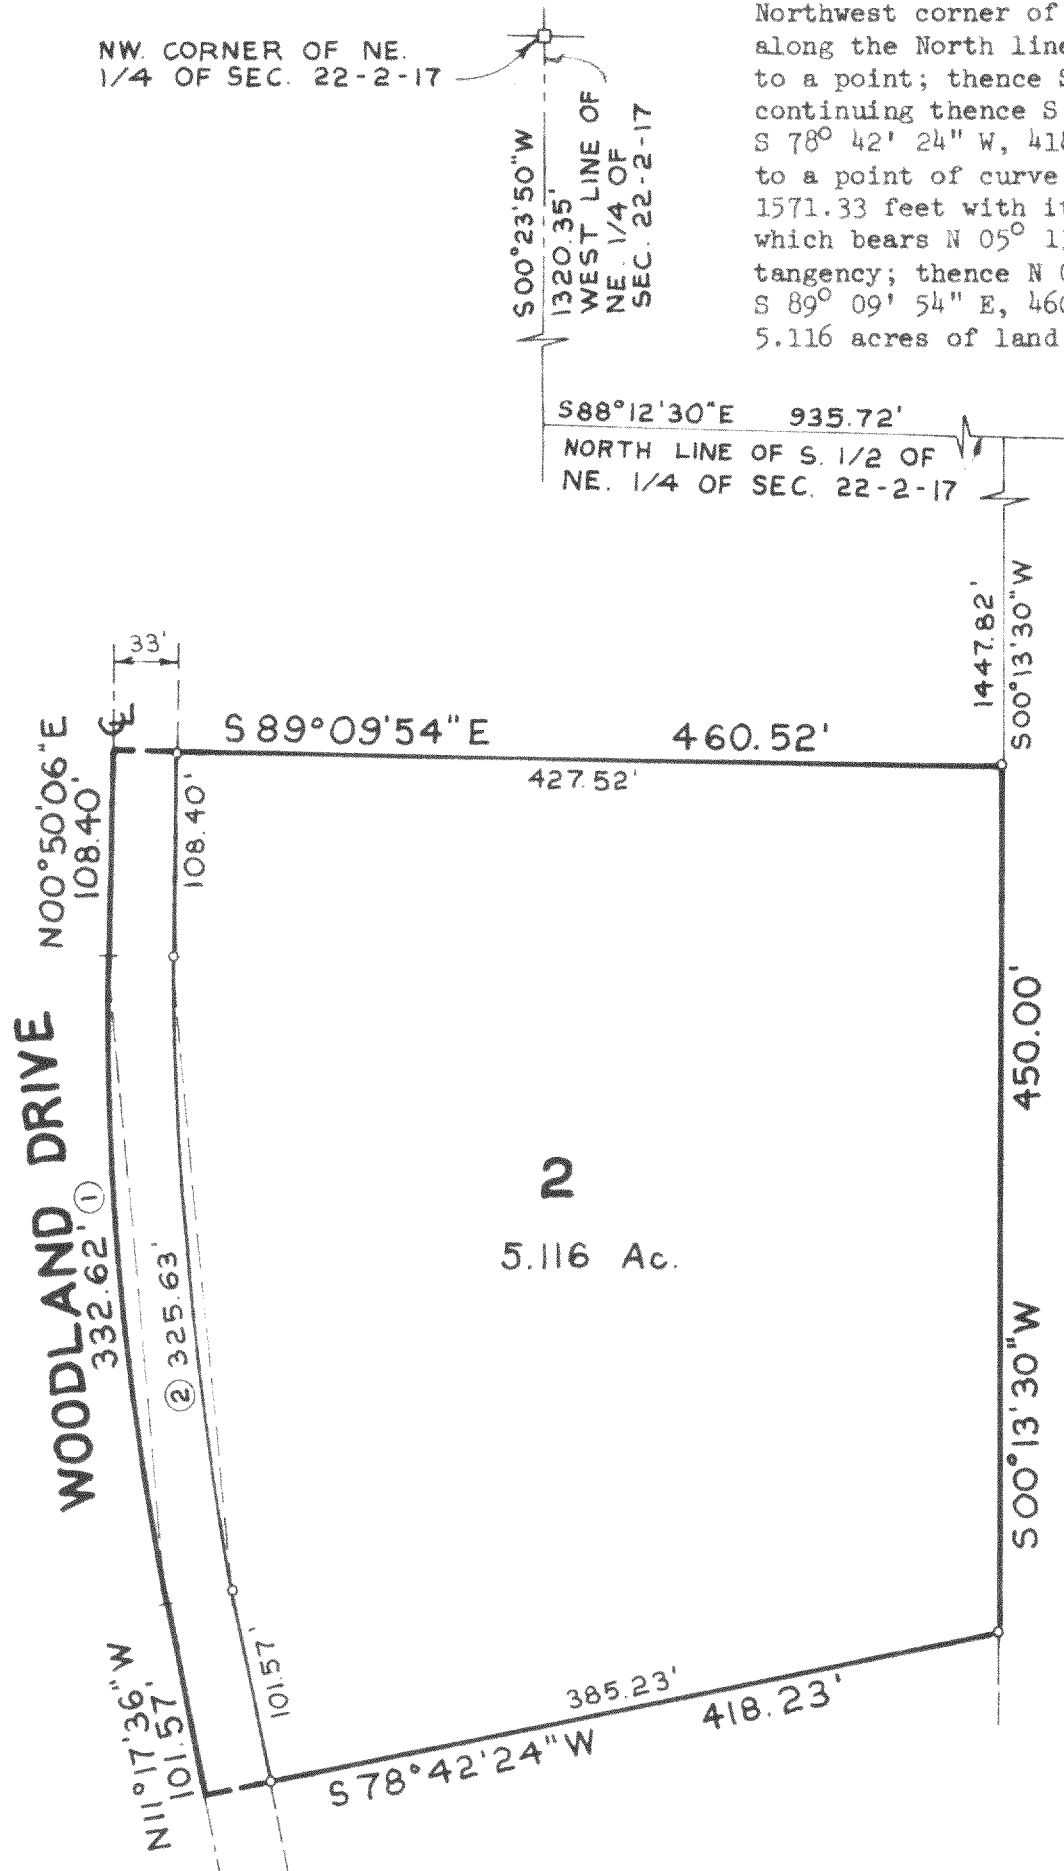 Northwest corner of
along the North line
to a point; thence S
continuing thence S
S 78° 42' 24" W, 418
to a point of curve
1571.33 feet with it
which bears N 05° 1
tangency; thence N 0
S 89° 09' 54" E, 460
5.116 acres of land
NW. CORNER OF NE.
1/4 OF SEC. 22-2-17
S00°23'50"W
1320.35'
WEST LINE OF
NE. 1/4 OF
SEC. 22-2-17
S88°12'30"E 935.72'
NORTH LINE OF S. 1/2 OF
NE. 1/4 OF SEC. 22-2-17
1447.82'
S00°13'30"W
33'
℄
S89°09'54"E 460.52'
427.52'
N00°50'06"E
108.40'
108.40'
WOODLAND DRIVE
332.62' ①
② 325.63'
2
5.116 Ac.
450.00'
S00°13'30"W
N11°17'36"W
101.57'
101.57'
385.23'
S78°42'24"W 418.23'